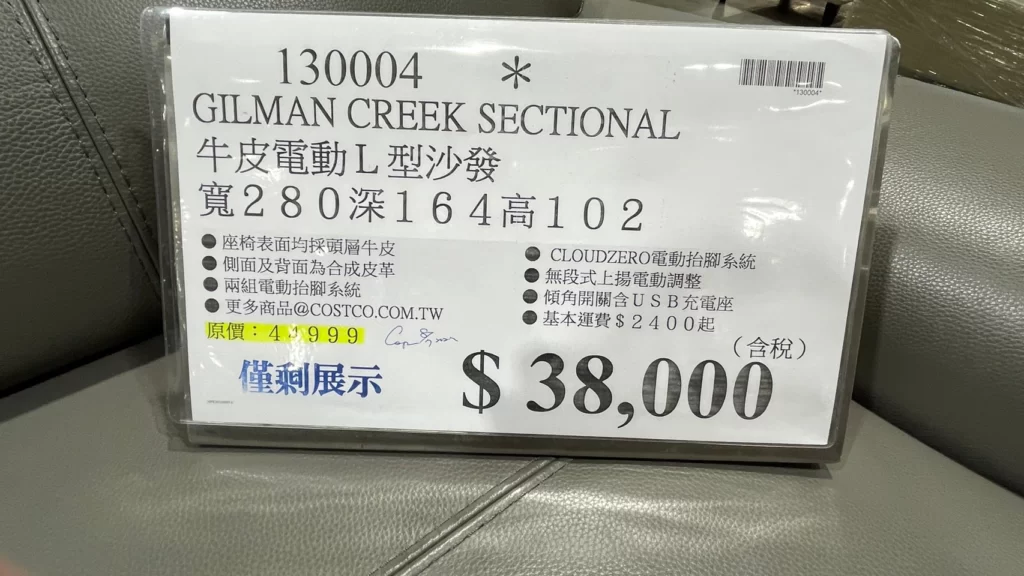 130004 *
*130004*
GILMAN CREEK SECTIONAL
牛皮電動L型沙發
寬280深164高102
●座椅表面均採頭層牛皮
●側面及背面為合成皮革
●兩組電動抬腳系統
●更多商品@COSTCO.COM.TW
原價：44999
●CLOUDZERO電動抬腳系統
●無段式上揚電動調整
●傾角開關含USB充電座
●基本運費$2400起
(含稅)
僅剩展示
$ 38,000